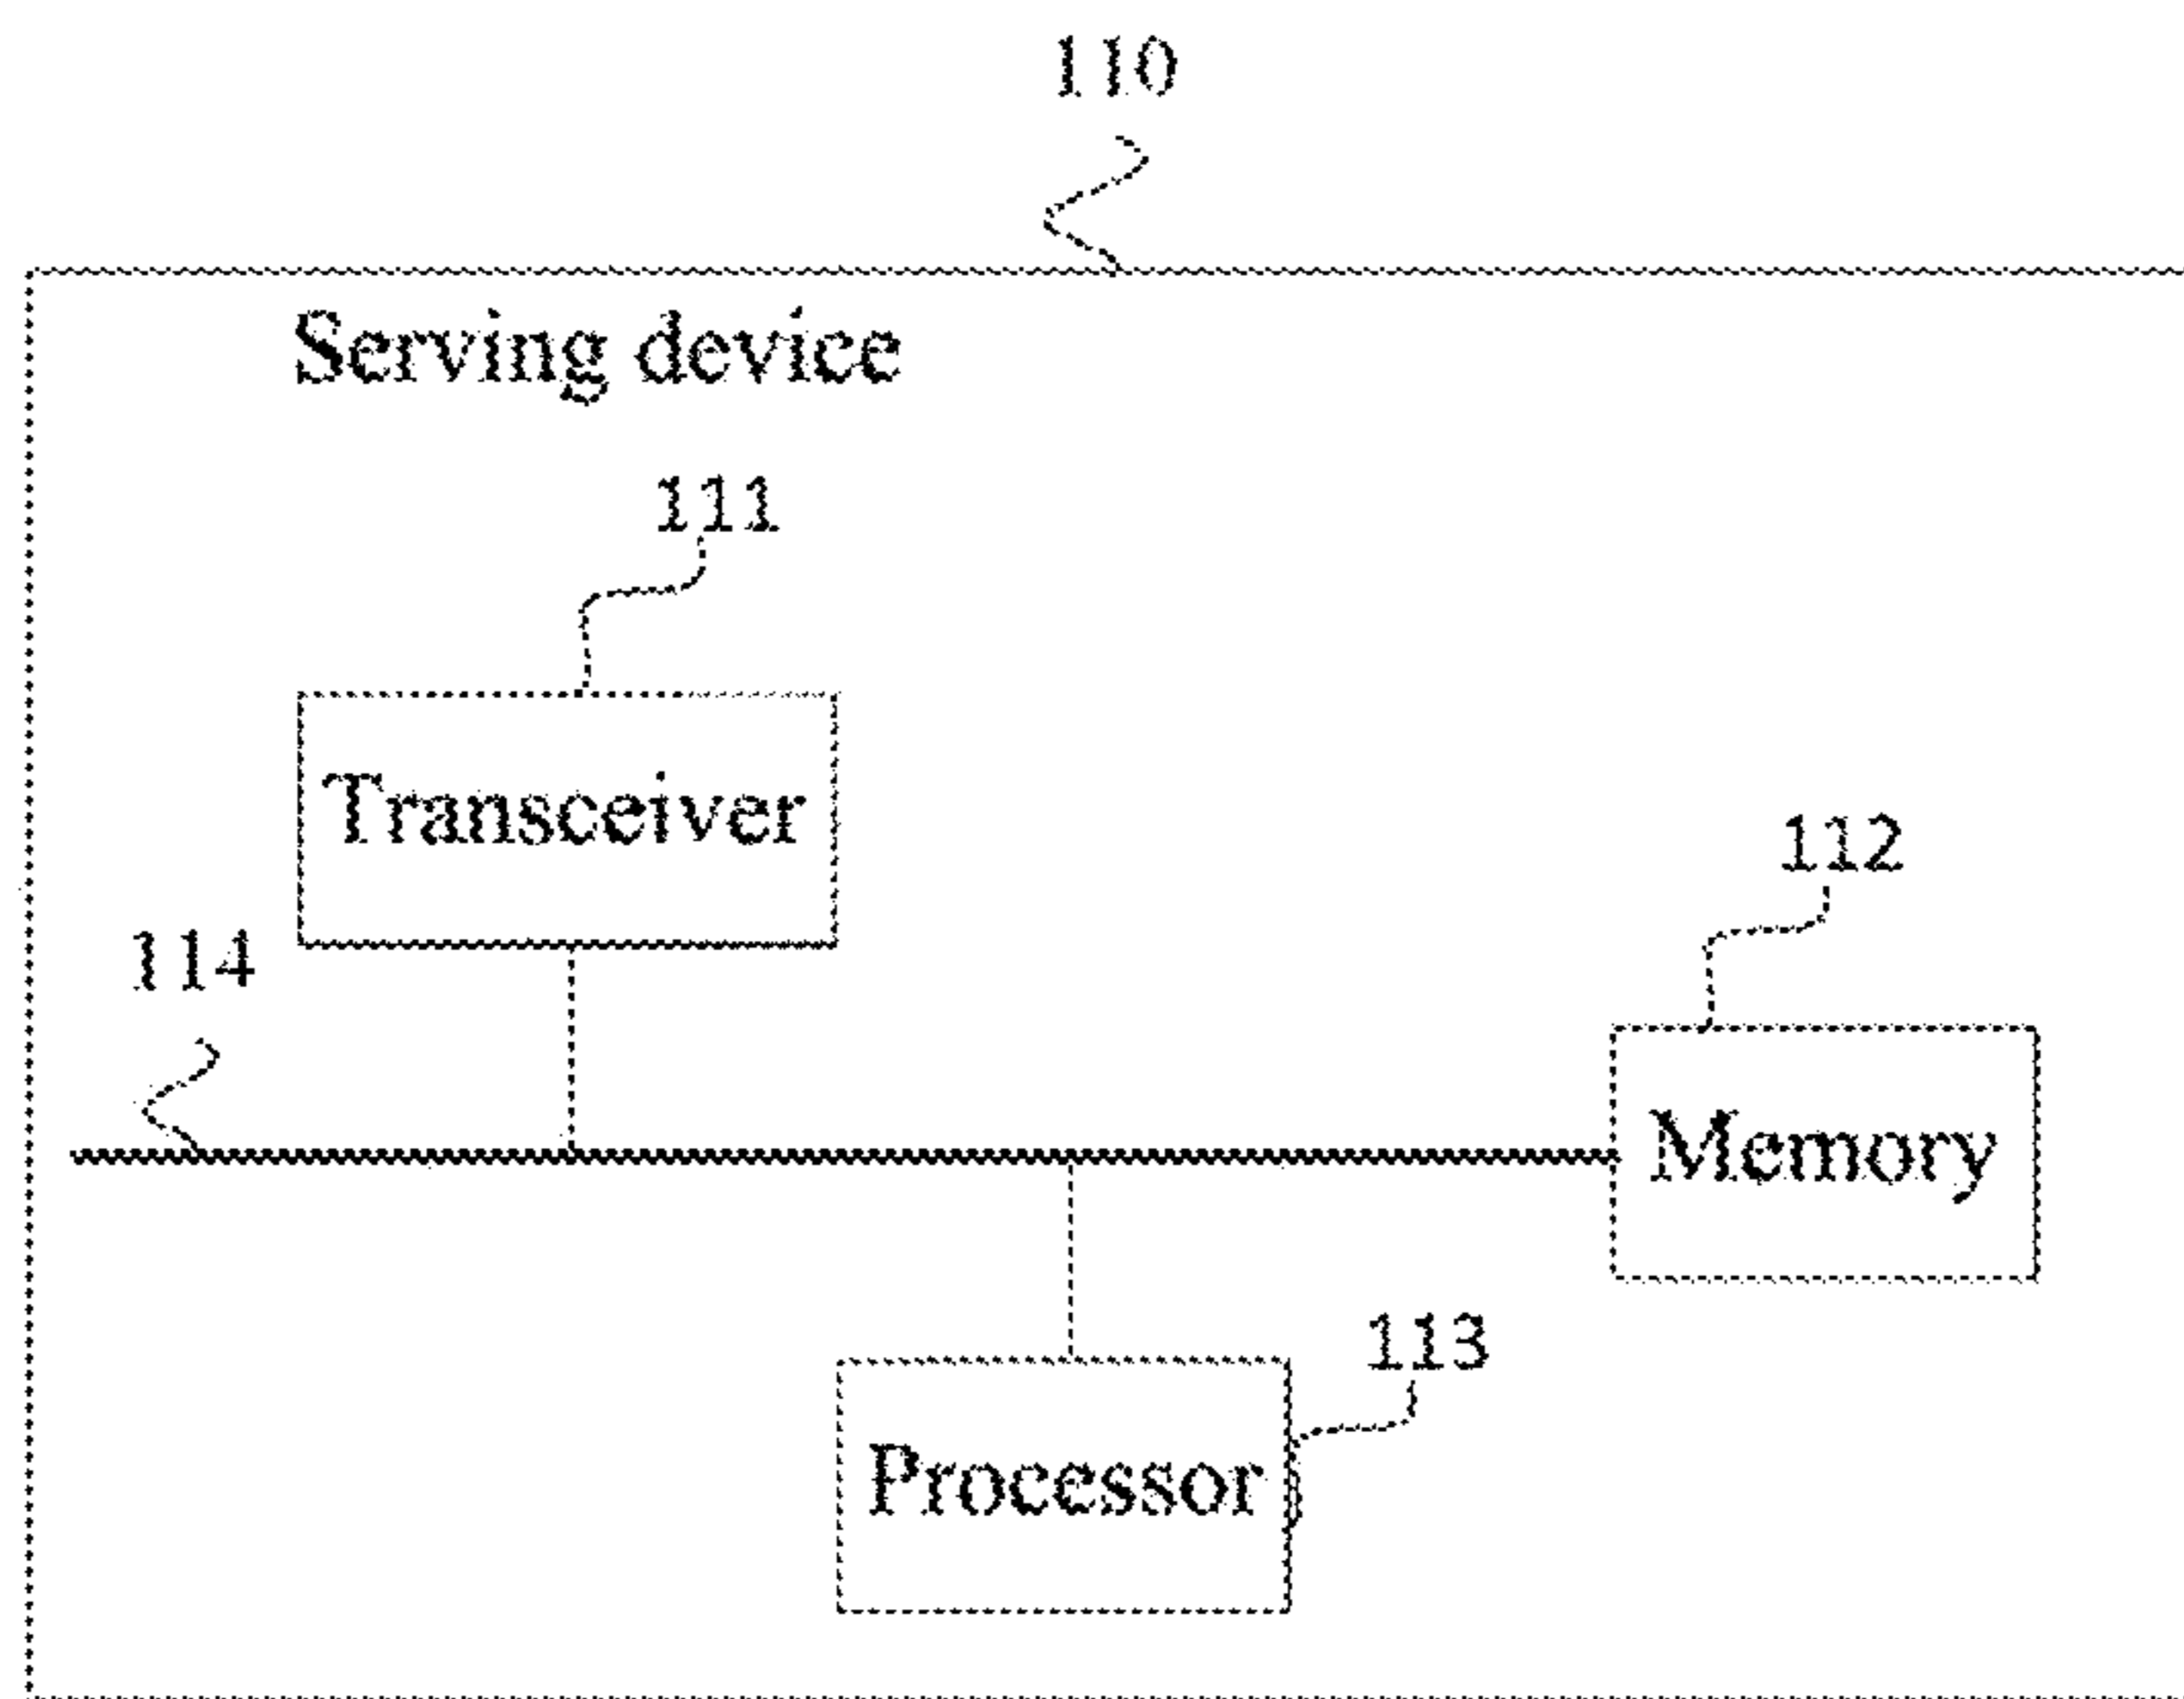 110
Serving device
111
Transceiver
112
114
Memory
113
Processor